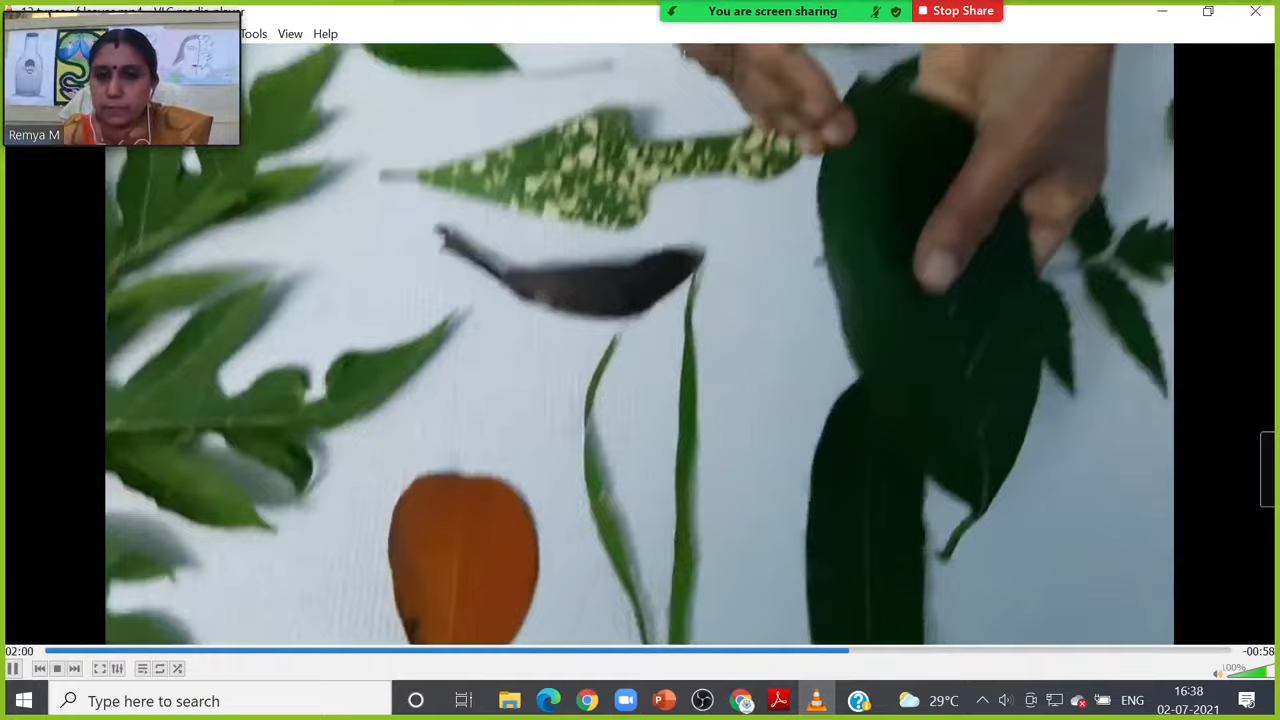 You are screen sharing
Stop Share
Tools View Help
Remya M
02:00
-00:58
100%
Type here to search
29°C
ENG
16:38
02-07-2021